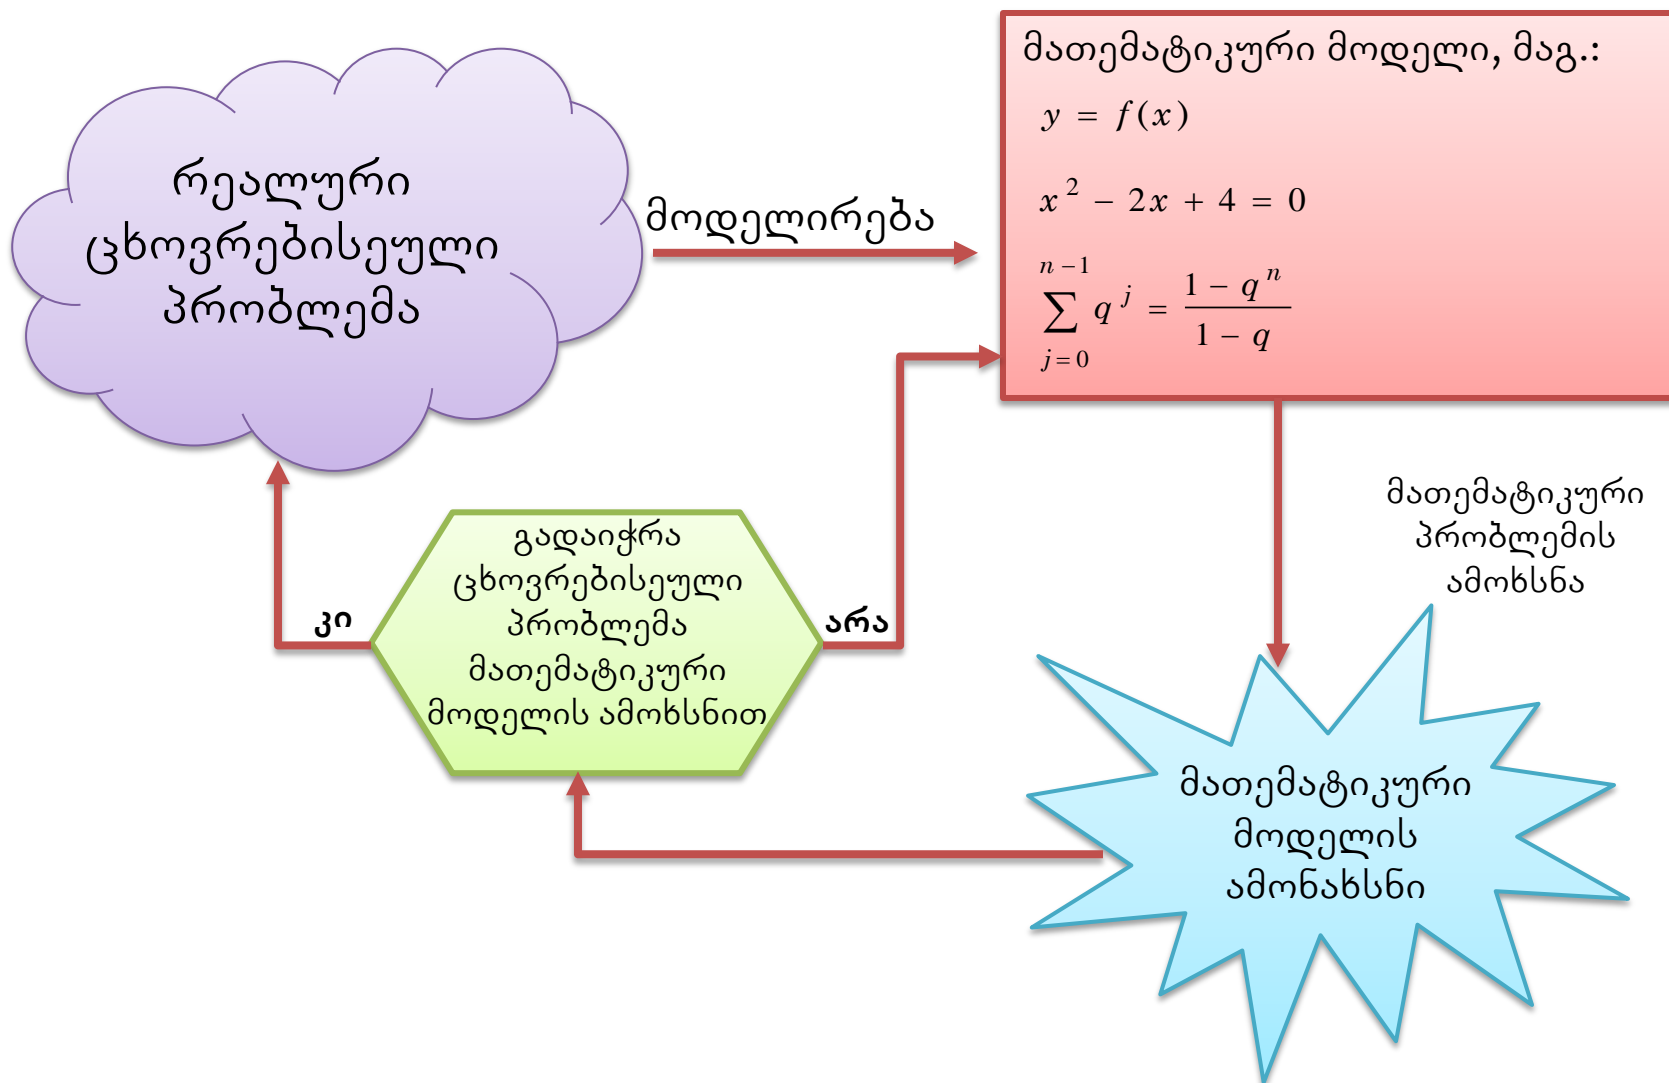 რეალური
ცხოვრებისეული
პრობლემა
მოდელირება
მათემატიკური მოდელი, მაგ.:
y = f(x)
x² − 2x + 4 = 0
∑_{j=0}^{n−1} q^j = (1 − q^n)/(1 − q)
მათემატიკური
პრობლემის
ამოხსნა
მათემატიკური
მოდელის
ამონახსნი
გადაიჭრა
ცხოვრებისეული
პრობლემა
მათემატიკური
მოდელის ამოხსნით
კი
არა